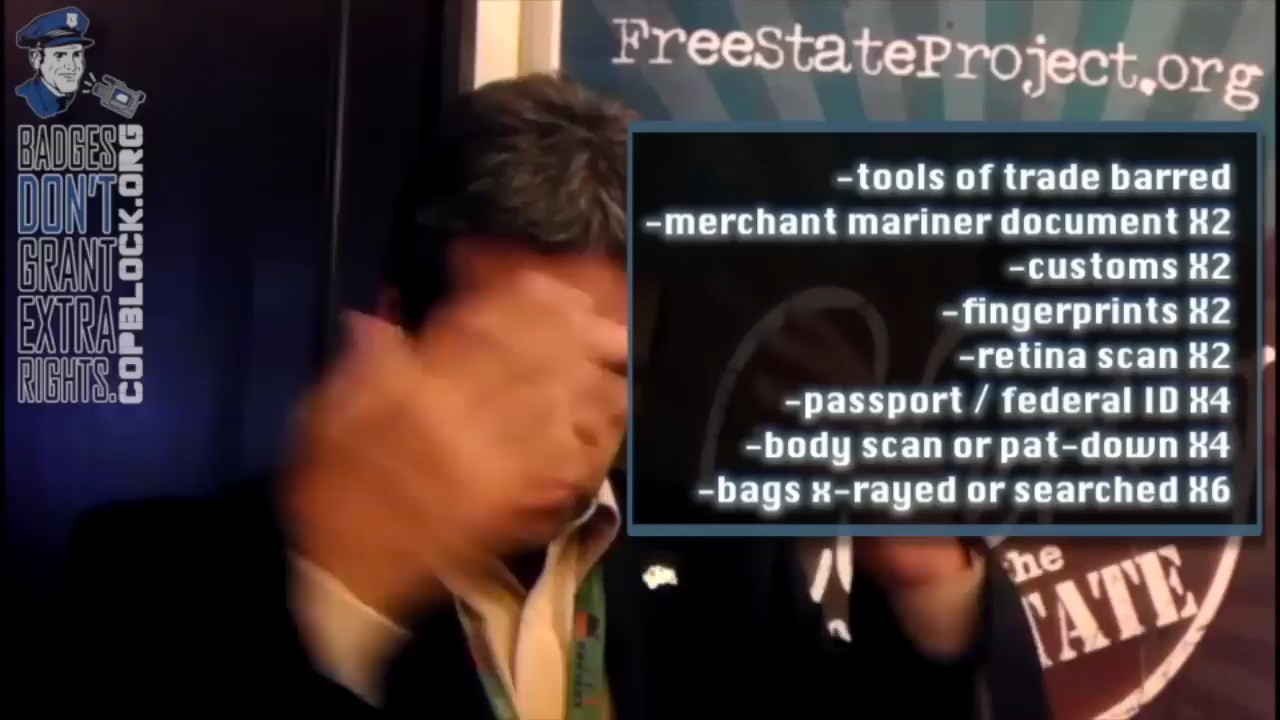 FreeStateProject.org
BADGES
DON'T
GRANT
EXTRA
RIGHTS.
COPBLOCK.ORG
-tools of trade barred
-merchant mariner document X2
-customs X2
-fingerprints X2
-retina scan X2
-passport / federal ID X4
-body scan or pat-down X4
-bags x-rayed or searched X6
the
STATE